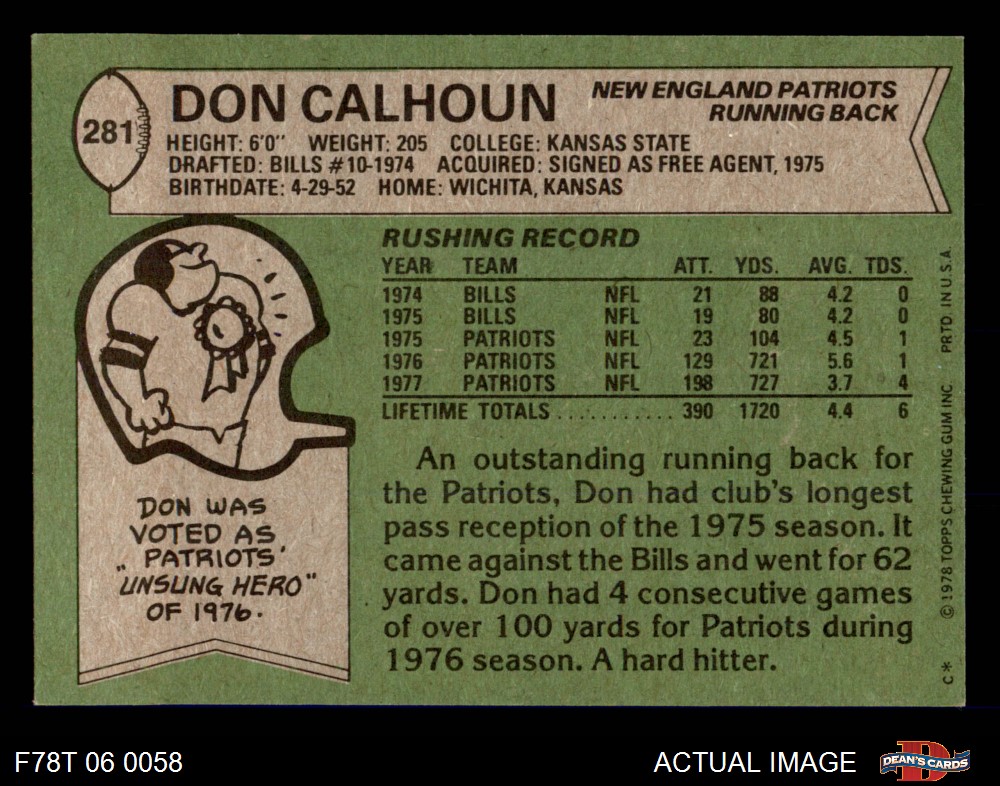 281
DON CALHOUN
NEW ENGLAND PATRIOTS
RUNNING BACK
HEIGHT: 6'0" WEIGHT: 205 COLLEGE: KANSAS STATE
DRAFTED: BILLS #10-1974 ACQUIRED: SIGNED AS FREE AGENT, 1975
BIRTHDATE: 4-29-52 HOME: WICHITA, KANSAS
RUSHING RECORD
YEAR TEAM ATT. YDS. AVG. TDS.
1974 BILLS NFL 21 88 4.2 0
1975 BILLS NFL 19 80 4.2 0
1975 PATRIOTS NFL 23 104 4.5 1
1976 PATRIOTS NFL 129 721 5.6 1
1977 PATRIOTS NFL 198 727 3.7 4
LIFETIME TOTALS ........... 390 1720 4.4 6
An outstanding running back for
the Patriots, Don had club's longest
pass reception of the 1975 season. It
came against the Bills and went for 62
yards. Don had 4 consecutive games
of over 100 yards for Patriots during
1976 season. A hard hitter.
DON WAS
VOTED AS
PATRIOTS'
"UNSUNG HERO"
OF 1976.
C* © 1978 TOPPS CHEWING GUM INC PRTD IN U.S.A.
F78T 06 0058
ACTUAL IMAGE
D
DEAN'S CARDS